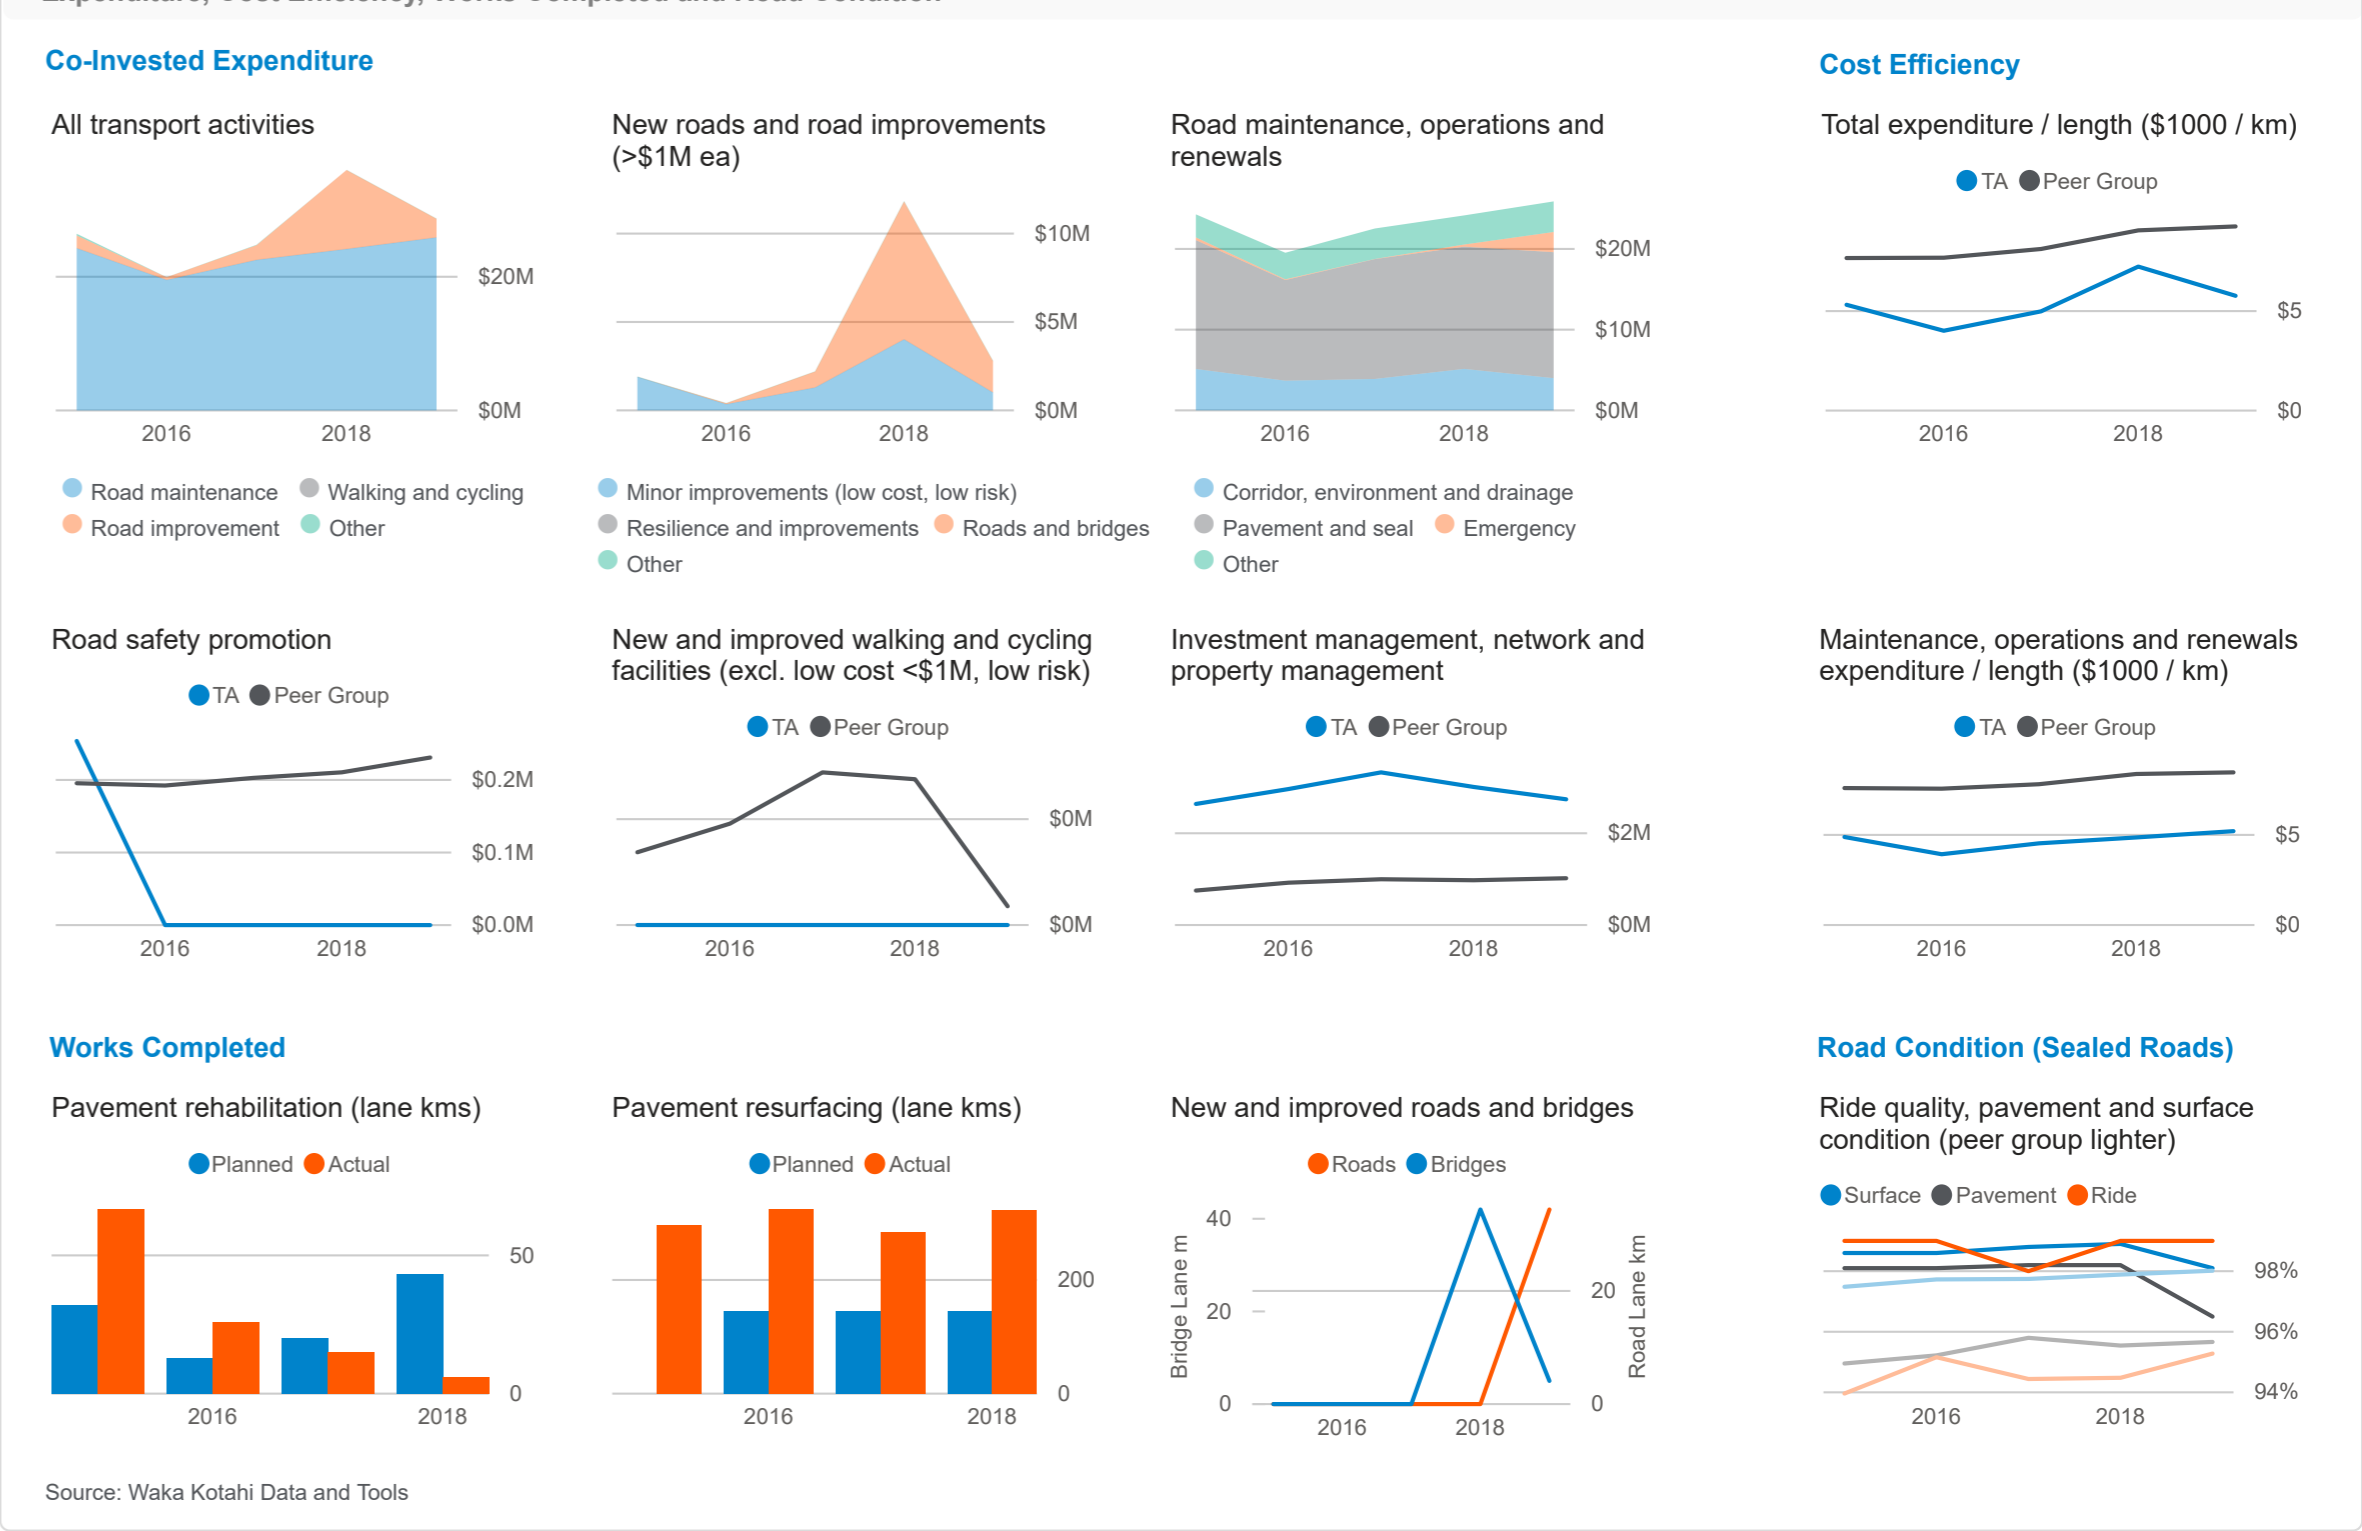 Expenditure, Cost Efficiency, Works Completed and Road Condition
Co-Invested Expenditure
Cost Efficiency
All transport activities
$20M
$0M
2016
2018
Road maintenance
Walking and cycling
Road improvement
Other
New roads and road improvements
(>$1M ea)
$10M
$5M
$0M
2016
2018
Minor improvements (low cost, low risk)
Resilience and improvements
Roads and bridges
Other
Road maintenance, operations and
renewals
$20M
$10M
$0M
2016
2018
Corridor, environment and drainage
Pavement and seal
Emergency
Other
Total expenditure / length ($1000 / km)
TA
Peer Group
$5
$0
2016
2018
Road safety promotion
TA
Peer Group
$0.2M
$0.1M
$0.0M
2016
2018
New and improved walking and cycling
facilities (excl. low cost <$1M, low risk)
TA
Peer Group
$0M
$0M
2016
2018
Investment management, network and
property management
TA
Peer Group
$2M
$0M
2016
2018
Maintenance, operations and renewals
expenditure / length ($1000 / km)
TA
Peer Group
$5
$0
2016
2018
Works Completed
Road Condition (Sealed Roads)
Pavement rehabilitation (lane kms)
Planned
Actual
50
0
2016
2018
Pavement resurfacing (lane kms)
Planned
Actual
200
0
2016
2018
New and improved roads and bridges
Roads
Bridges
Bridge Lane m
40
20
0
20
0
Road Lane km
2016
2018
Ride quality, pavement and surface
condition (peer group lighter)
Surface
Pavement
Ride
98%
96%
94%
2016
2018
Source: Waka Kotahi Data and Tools